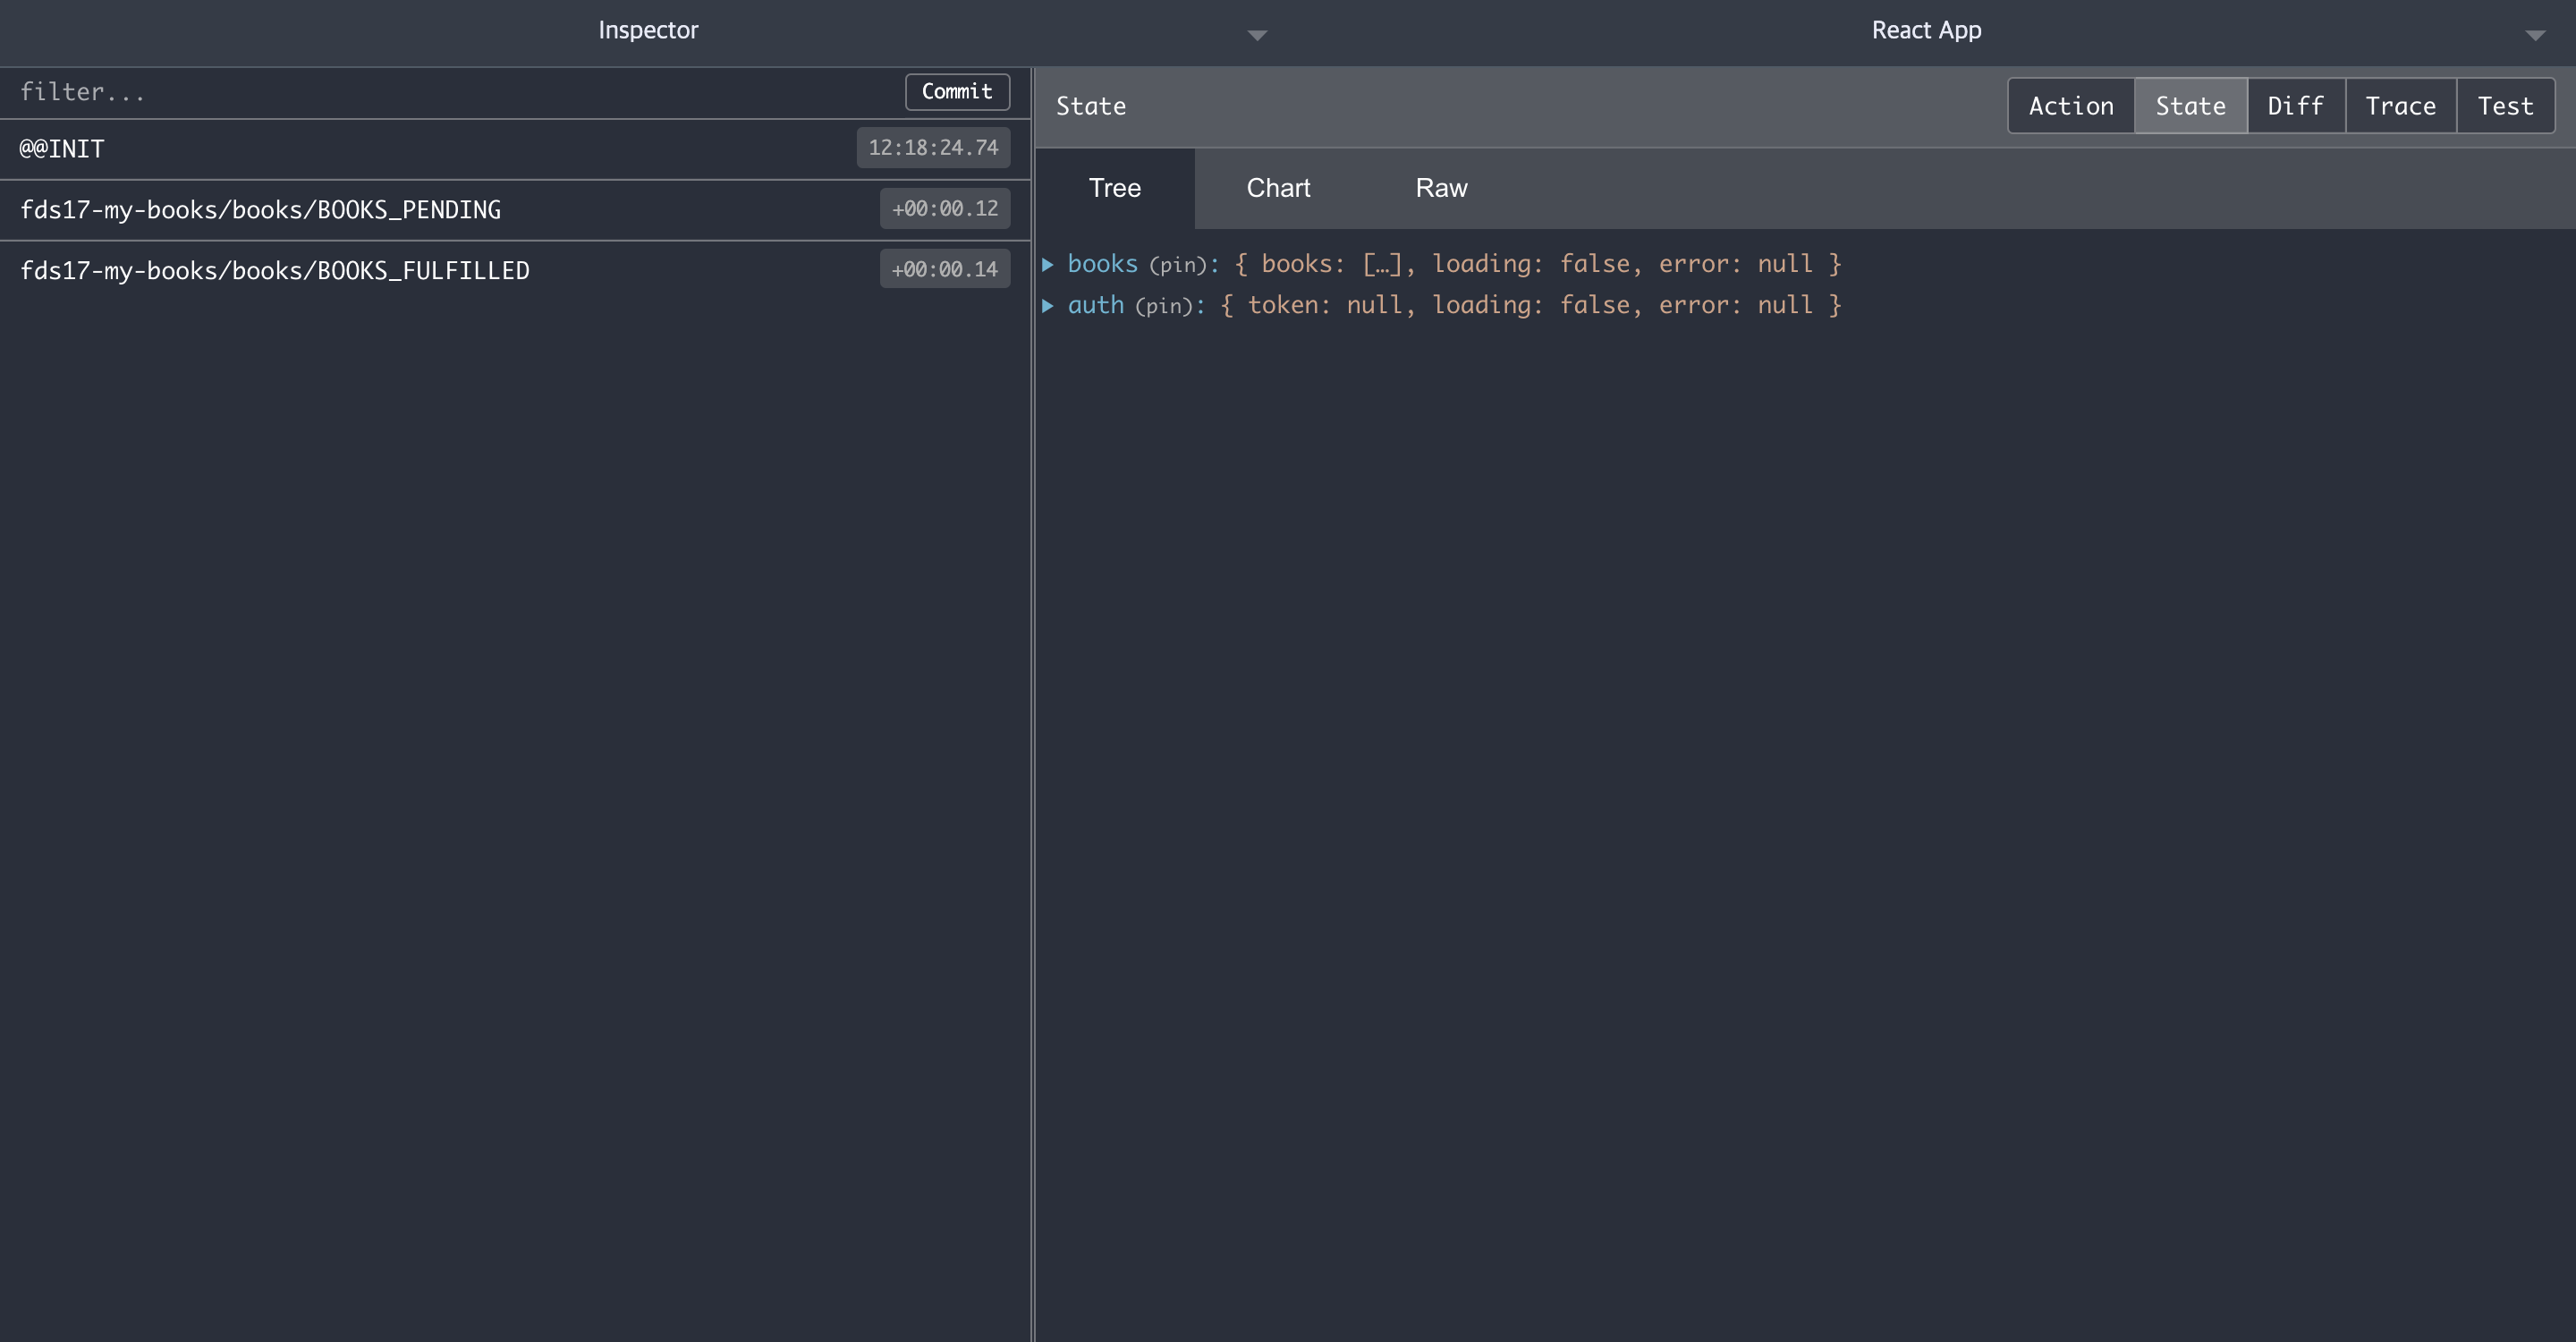 Inspector
React App
filter...
Commit
@@INIT
12:18:24.74
fds17-my-books/books/BOOKS_PENDING
+00:00.12
fds17-my-books/books/BOOKS_FULFILLED
+00:00.14
State
Action
State
Diff
Trace
Test
Tree
Chart
Raw
books (pin): { books: […], loading: false, error: null }
auth (pin): { token: null, loading: false, error: null }